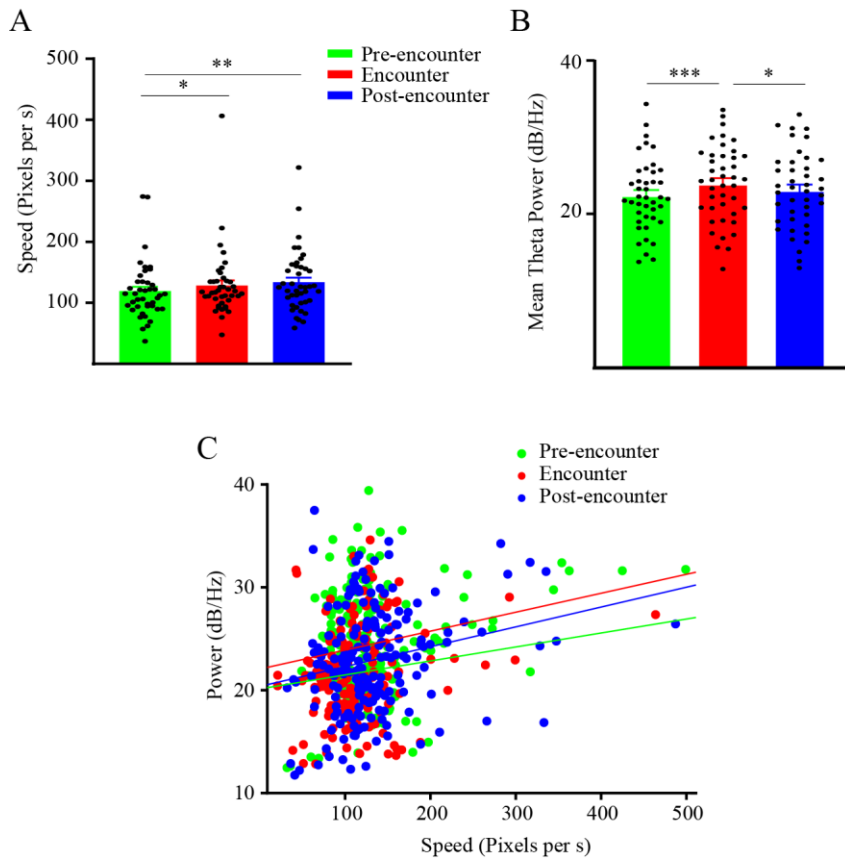 A
Speed (Pixels per s)
500
400
300
200
100
**
*
Pre-encounter
Encounter
Post-encounter
B
Mean Theta Power (dB/Hz)
40
20
***
*
C
Pre-encounter
Encounter
Post-encounter
Power (dB/Hz)
40
30
20
10
100
200
300
400
500
Speed (Pixels per s)